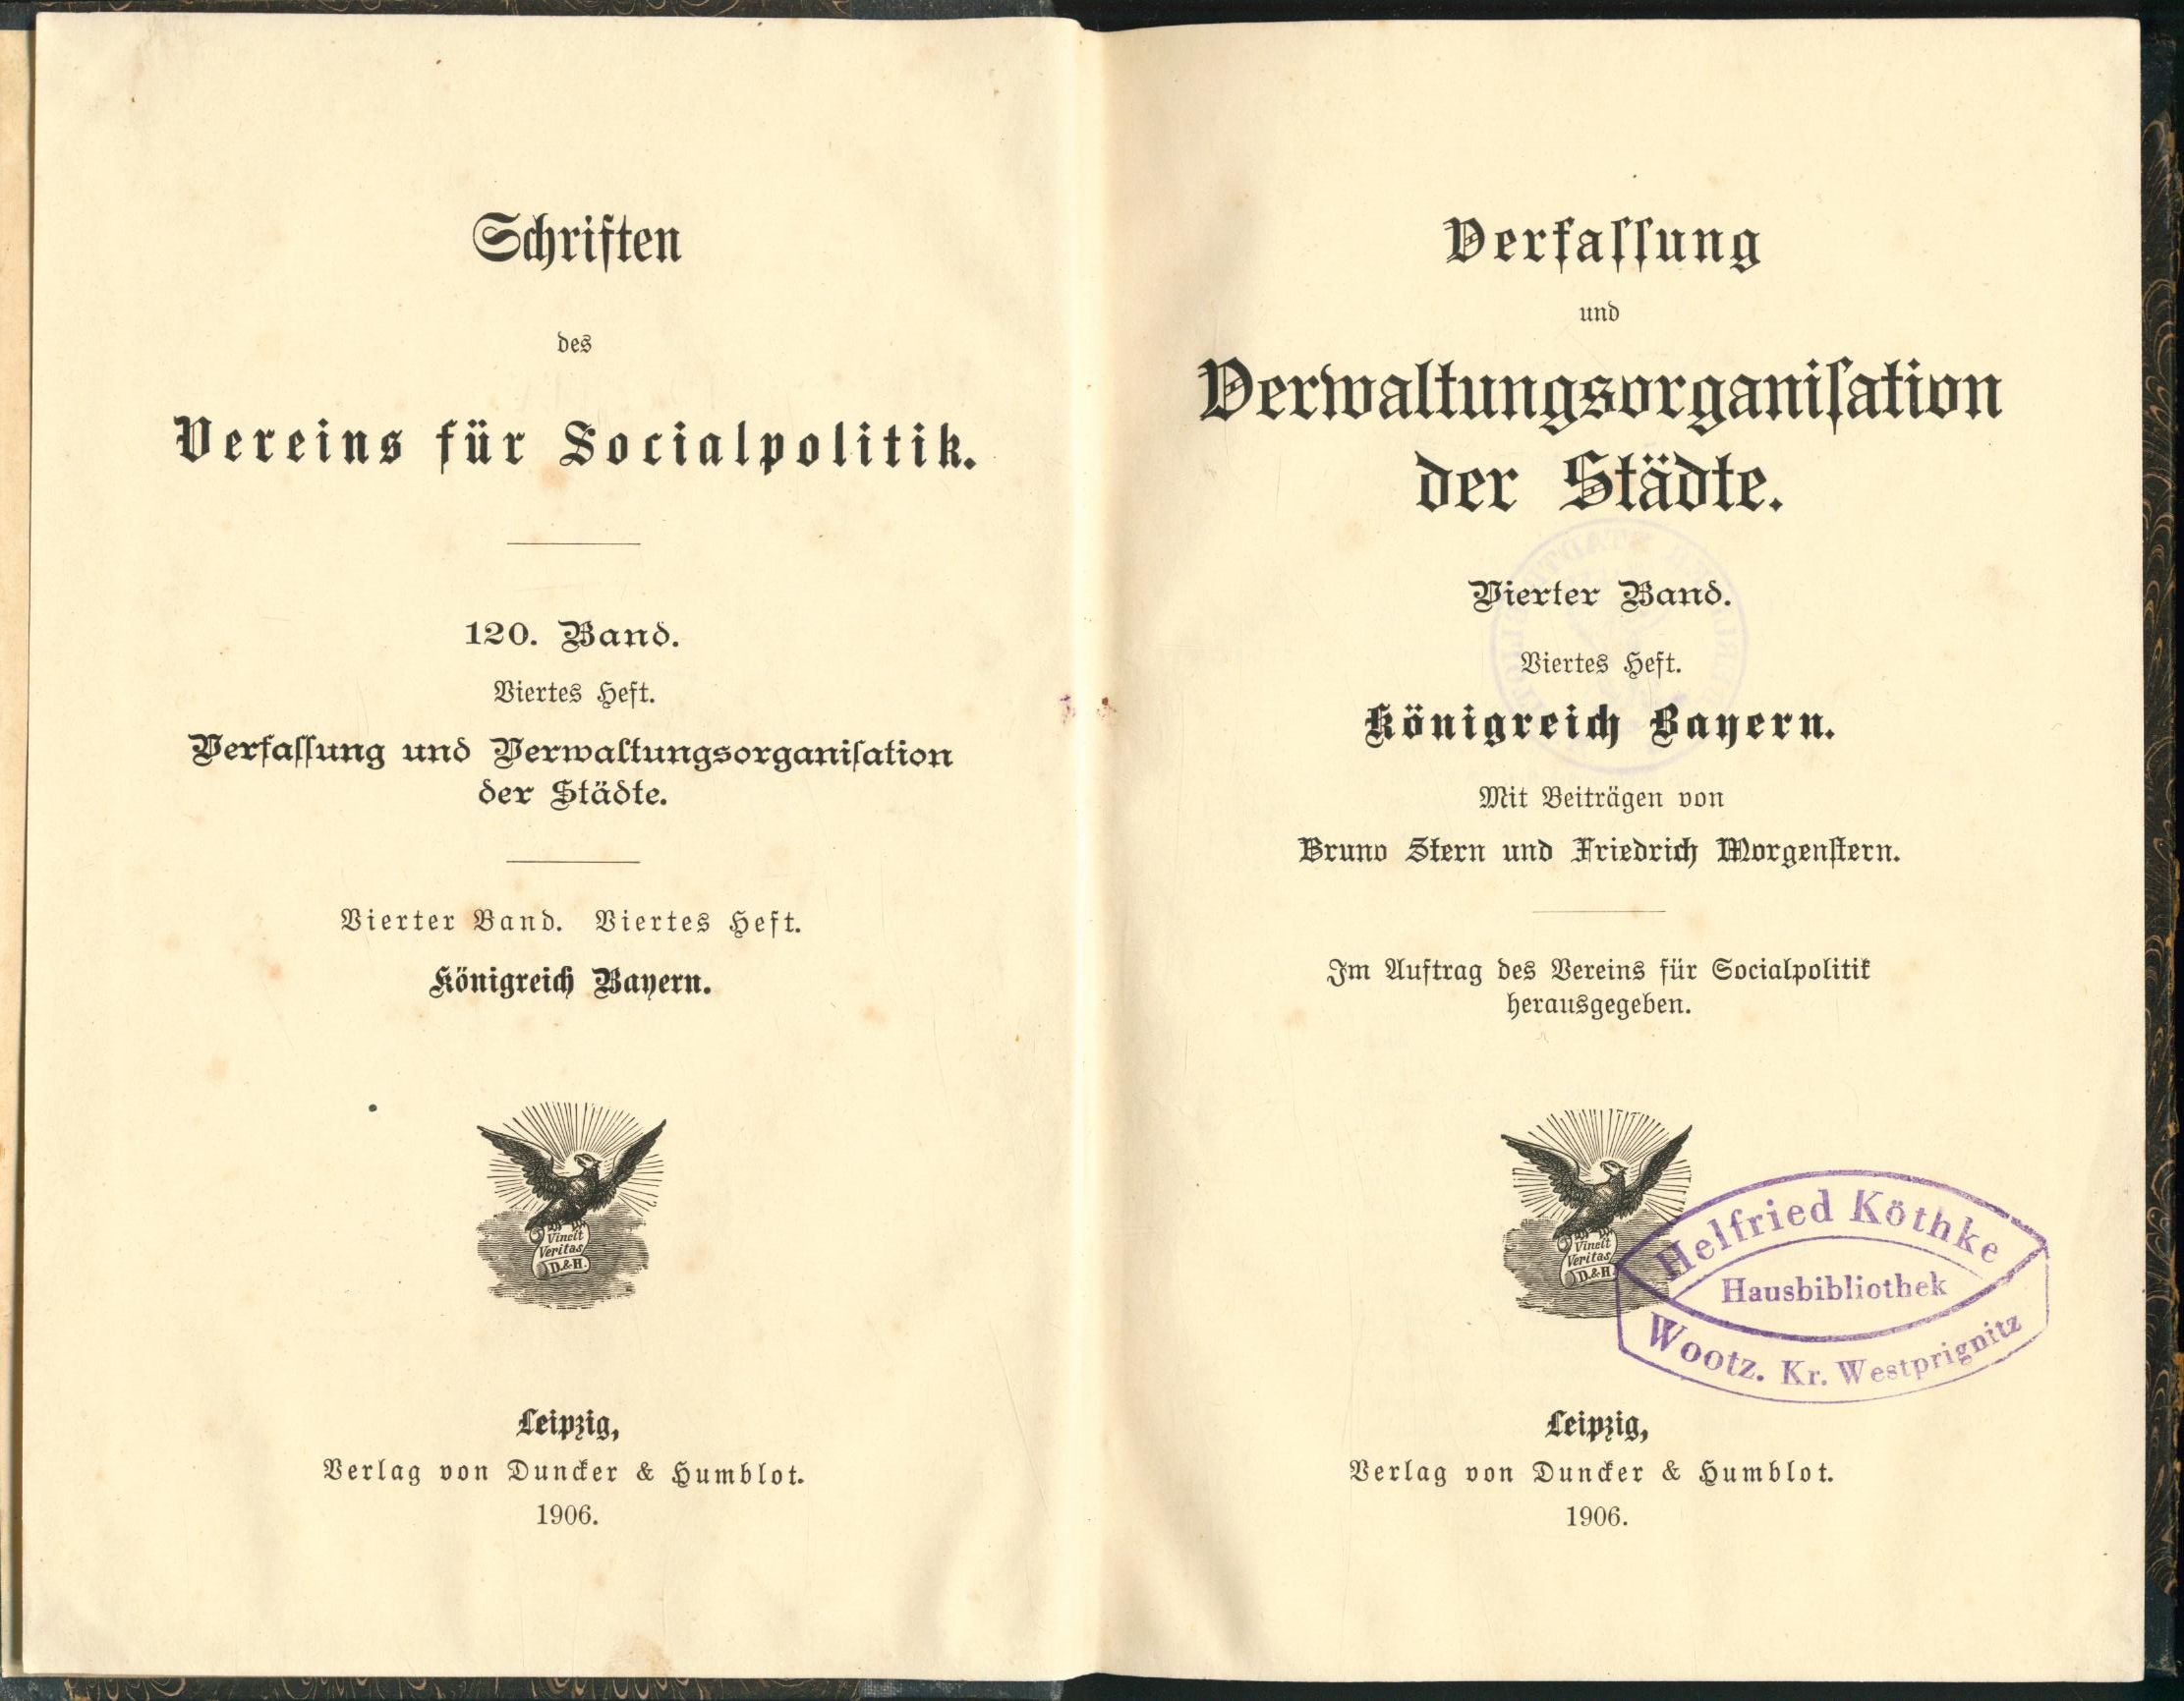 Schriften
des
Vereins für Socialpolitik.
120. Band.
Viertes Heft.
Verfaſſung und Verwaltungsorganiſation
der Städte.
Vierter Band. Viertes Heft.
Königreich Bayern.
Vincit
Veritas
D.&H.
Leipzig,
Verlag von Duncker & Humblot.
1906.
Verfaſſung
und
Verwaltungsorganiſation
der Städte.
Vierter Band.
Viertes Heft.
Königreich Bayern.
Mit Beiträgen von
Bruno Stern und Friedrich Morgenſtern.
Im Auftrag des Vereins für Socialpolitik
herausgegeben.
Vincit
Veritas
D.&H
Helfried Köthke
Hausbibliothek
Wootz. Kr. Westprignitz
Leipzig,
Verlag von Duncker & Humblot.
1906.